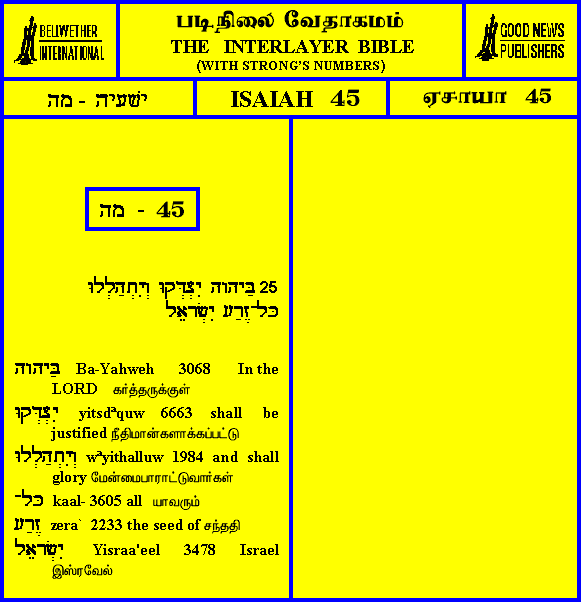 BELLWETHER
INTERNATIONAL
படிநிலை வேதாகமம்
THE INTERLAYER BIBLE
(WITH STRONG'S NUMBERS)
GOOD NEWS
PUBLISHERS
ישעיה - מה
ISAIAH 45
ஏசாயா 45
מה - 45
25 בַּיהוה יִצְדְּקוּ וְיִתְהַלְלוּ
כּל־זֶרַע יִשְׂרֽאֵל
בַּיהוה Ba-Yahweh 3068 In the
LORD கர்த்தருக்குள்
יִצְדְּקוּ yitsdªquw 6663 shall be
justified நீதிமான்களாக்கப்பட்டு
וְיִתְהַלְלוּ wªyithalluw 1984 and shall
glory மேன்மைபாராட்டுவார்கள்
כּל־ kaal- 3605 all யாவரும்
זֶרַע zera` 2233 the seed of சந்ததி
יִשְׂרֽאֵל Yisraa'eel 3478 Israel
இஸ்ரவேல்